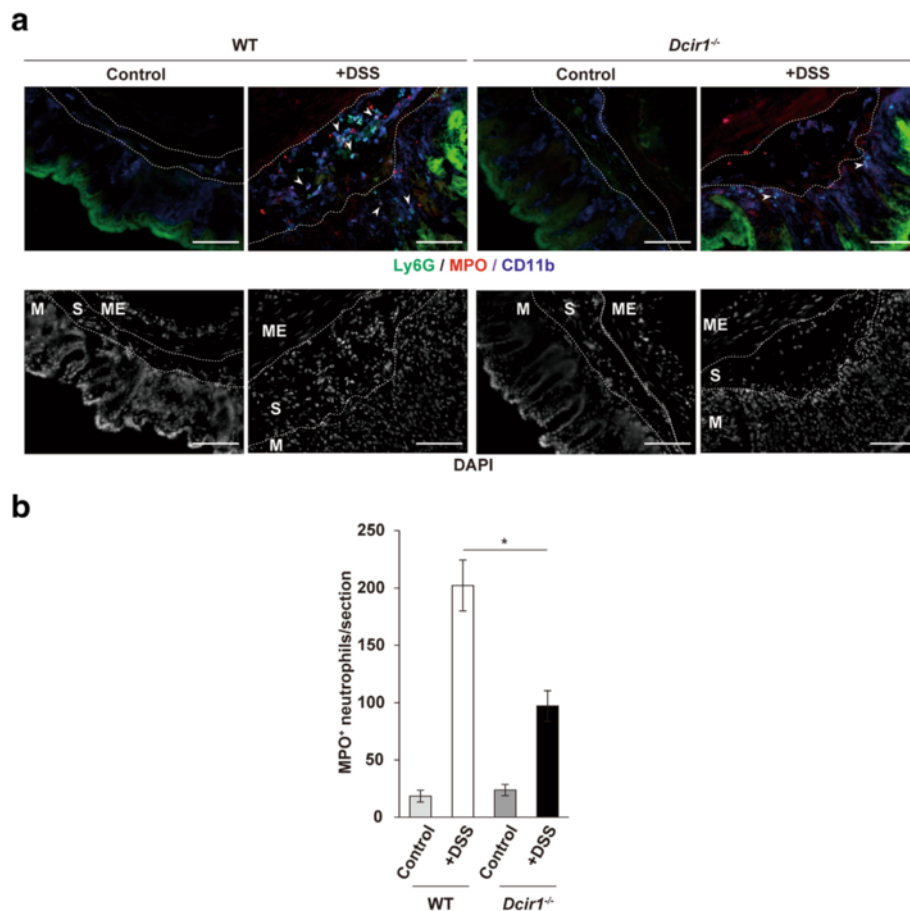 a
WT
Dcir1-/-
Control
+DSS
Control
+DSS
Ly6G / MPO / CD11b
M S ME
ME
S
M
M S ME
ME
S
M
DAPI
b
MPO+ neutrophils/section
250
200
150
100
50
0
*
Control
+DSS
Control
+DSS
WT
Dcir1-/-